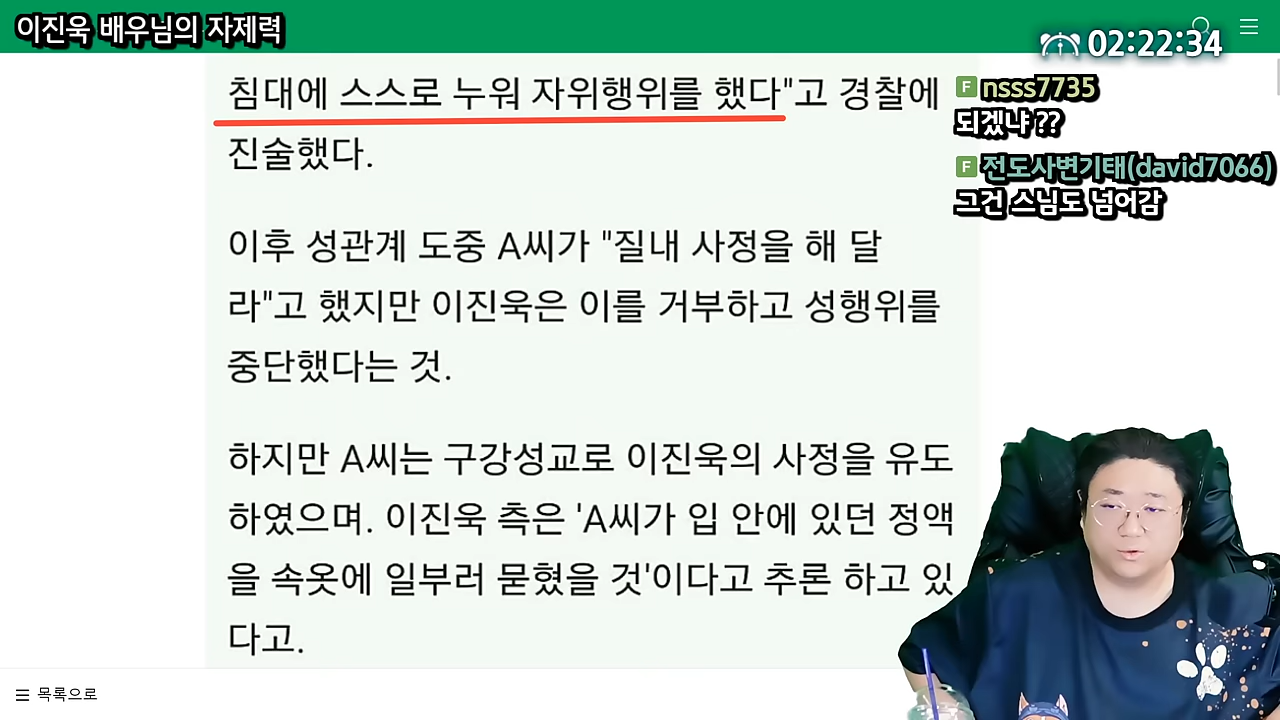 이진욱 배우님의 자제력
02:22:34
침대에 스스로 누워 자위행위를 했다"고 경찰에
진술했다.
이후 성관계 도중 A씨가 "질내 사정을 해 달
라"고 했지만 이진욱은 이를 거부하고 성행위를
중단했다는 것.
하지만 A씨는 구강성교로 이진욱의 사정을 유도
하였으며. 이진욱 측은 'A씨가 입 안에 있던 정액
을 속옷에 일부러 묻혔을 것'이다고 추론 하고 있
다고.
F nsss7735
되겠냐 ??
F 전도사변기태(david7066)
그건 스님도 넘어감
목록으로